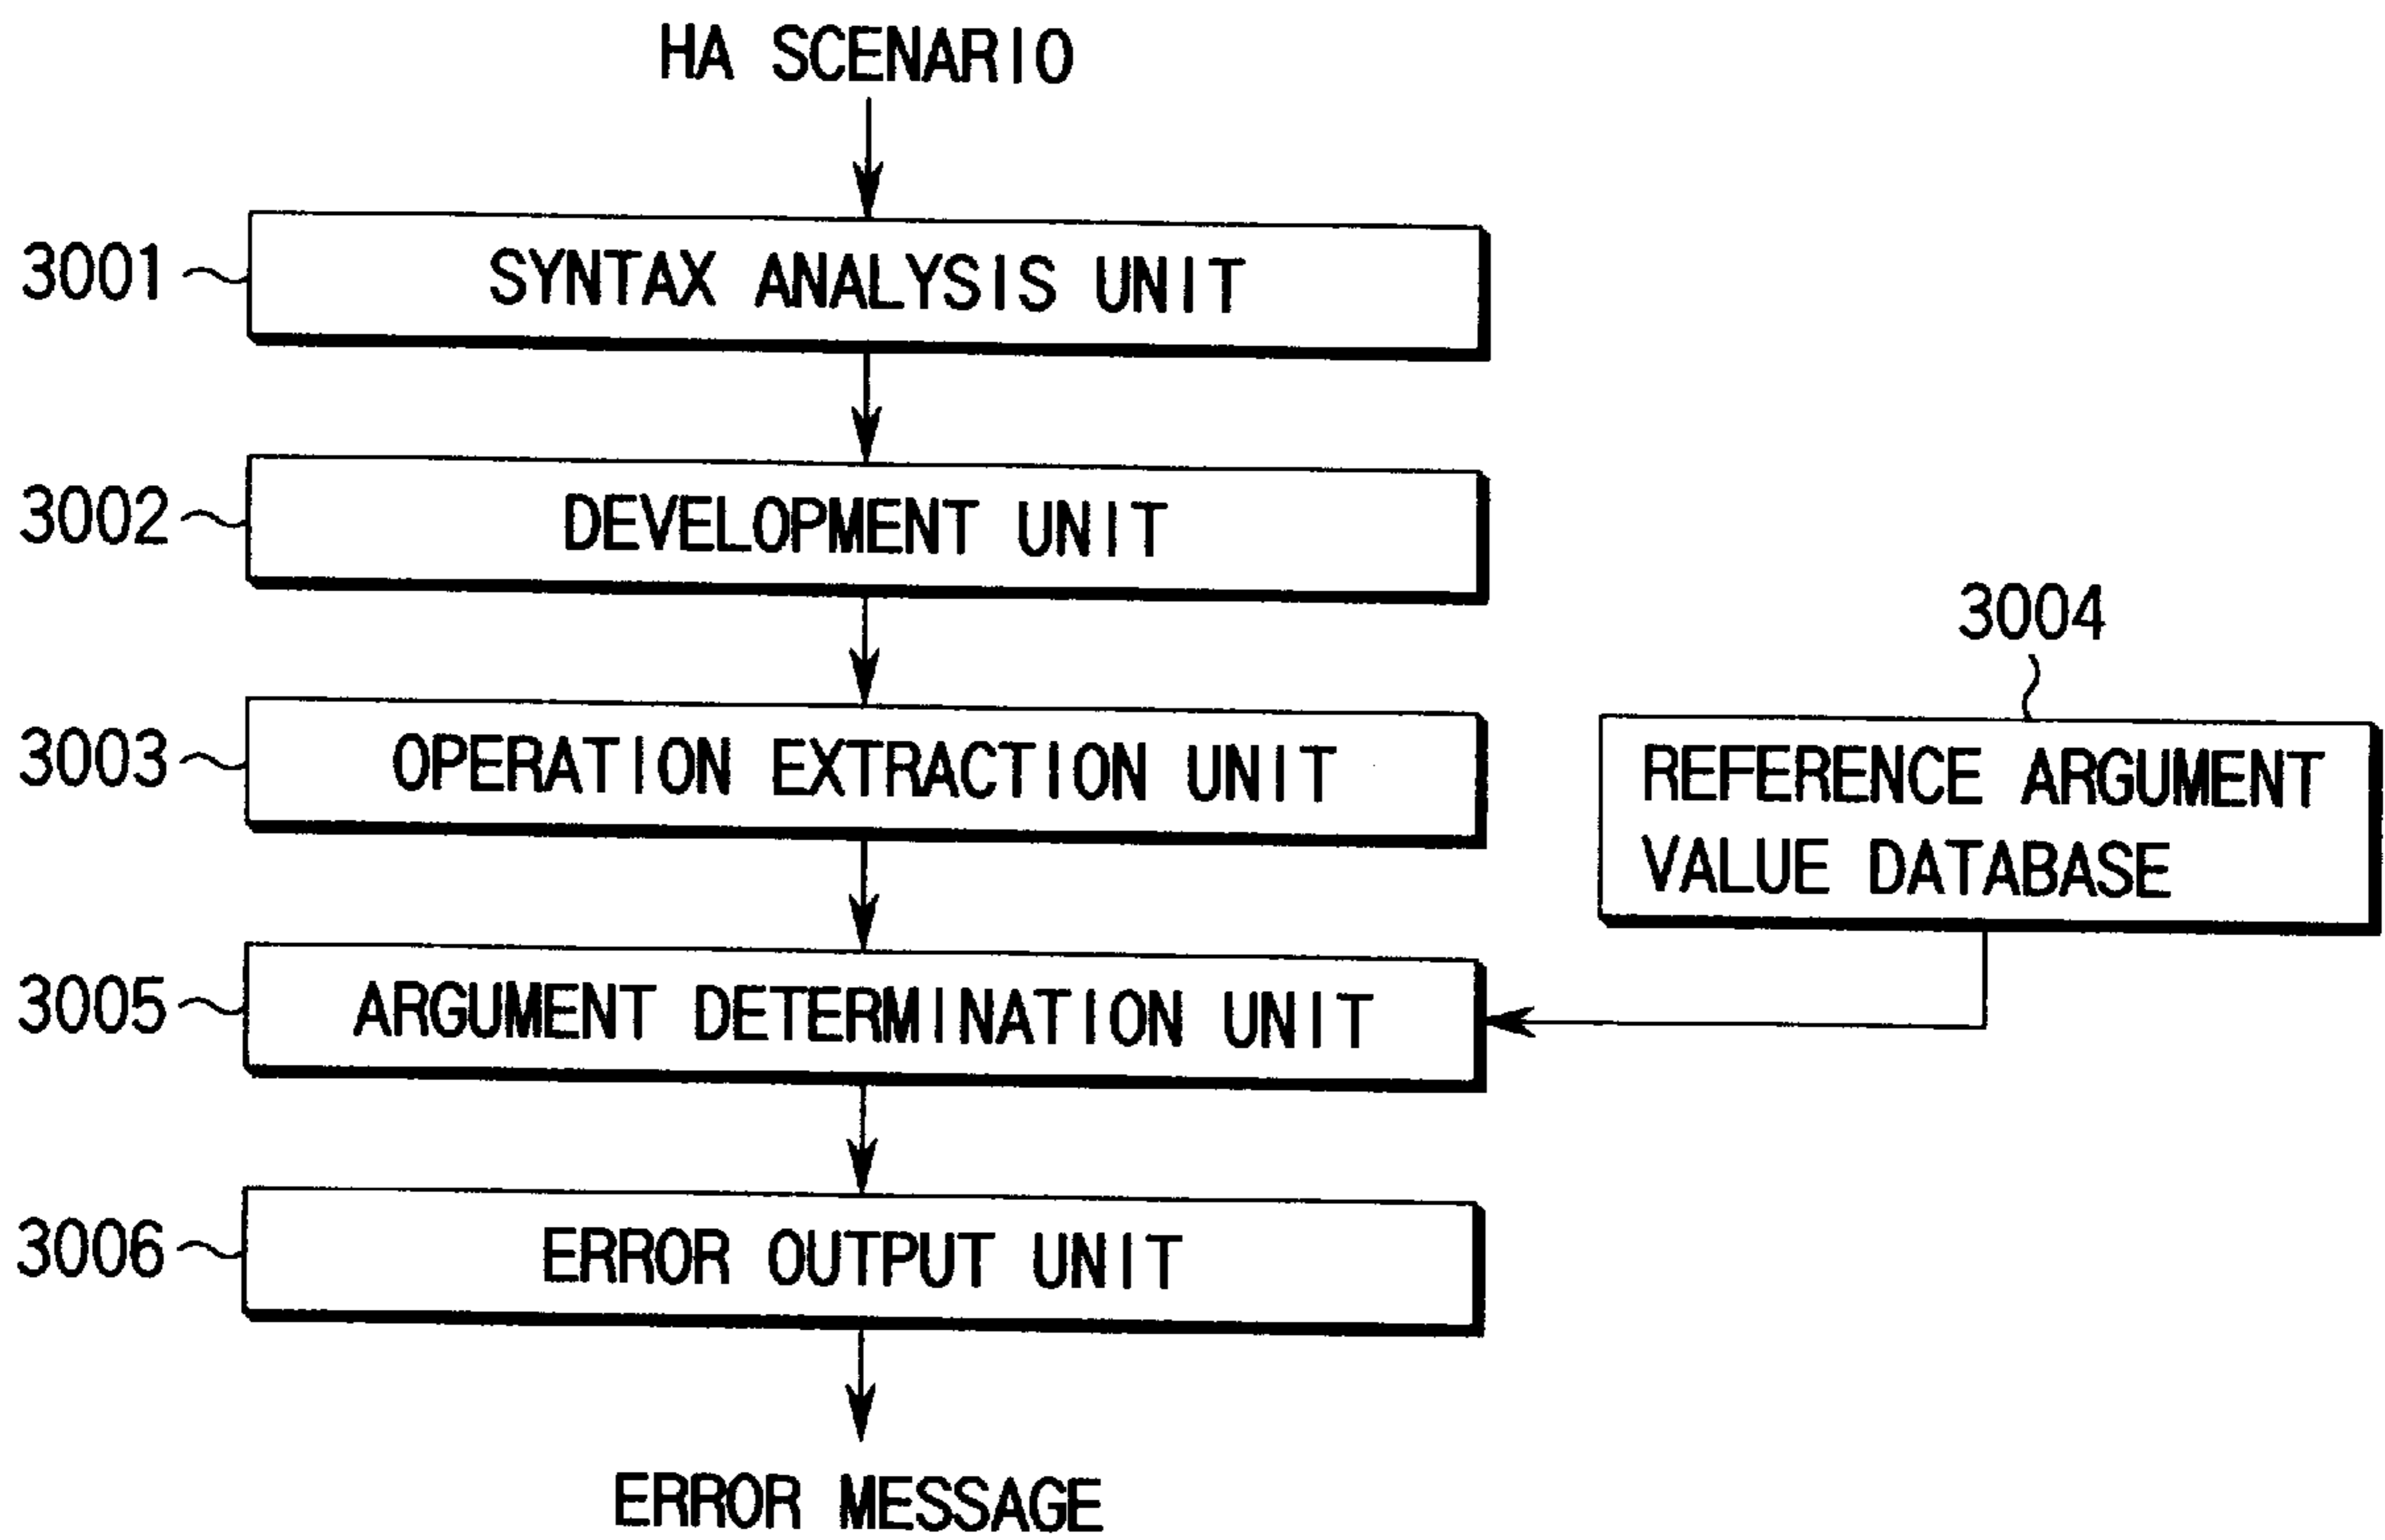 HA SCENARIO
3001
SYNTAX ANALYSIS UNIT
3002
DEVELOPMENT UNIT
3003
OPERATION EXTRACTION UNIT
3004
REFERENCE ARGUMENT
VALUE DATABASE
3005
ARGUMENT DETERMINATION UNIT
3006
ERROR OUTPUT UNIT
ERROR MESSAGE